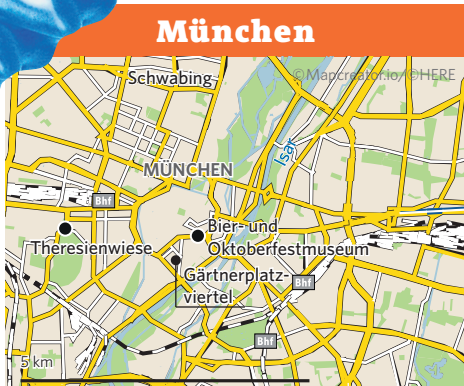 München
©Mapcreator.io/©HERE
Schwabing
Isar
MÜNCHEN
Bhf
Bier- und
Theresienwiese
Oktoberfestmuseum
Gärtnerplatz-
viertel
Bhf
Bhf
5 km